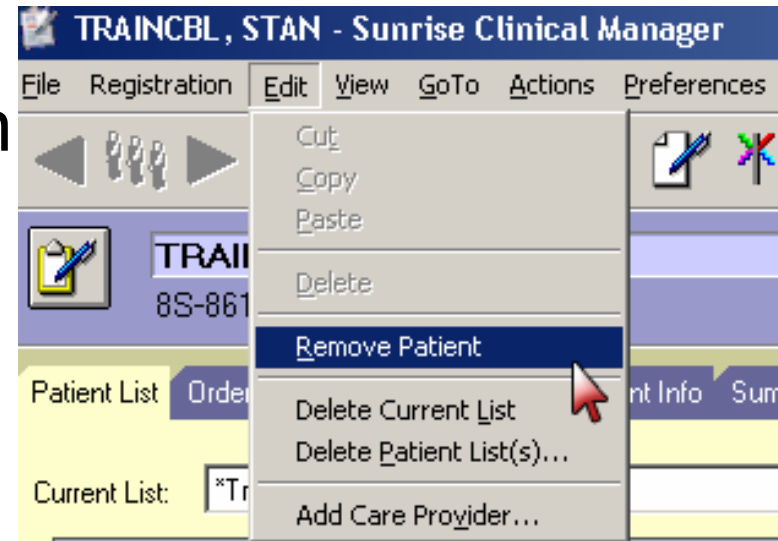 TRAINCBL, STAN - Sunrise Clinical Manager
File Registration Edit View GoTo Actions Preferences
n
Cut
Copy
Paste
TRAI
Delete
8S-861
Remove Patient
Patient List Order nt Info Sum
Delete Current List
Delete Patient List(s)...
Current List: *Tr
Add Care Provider...